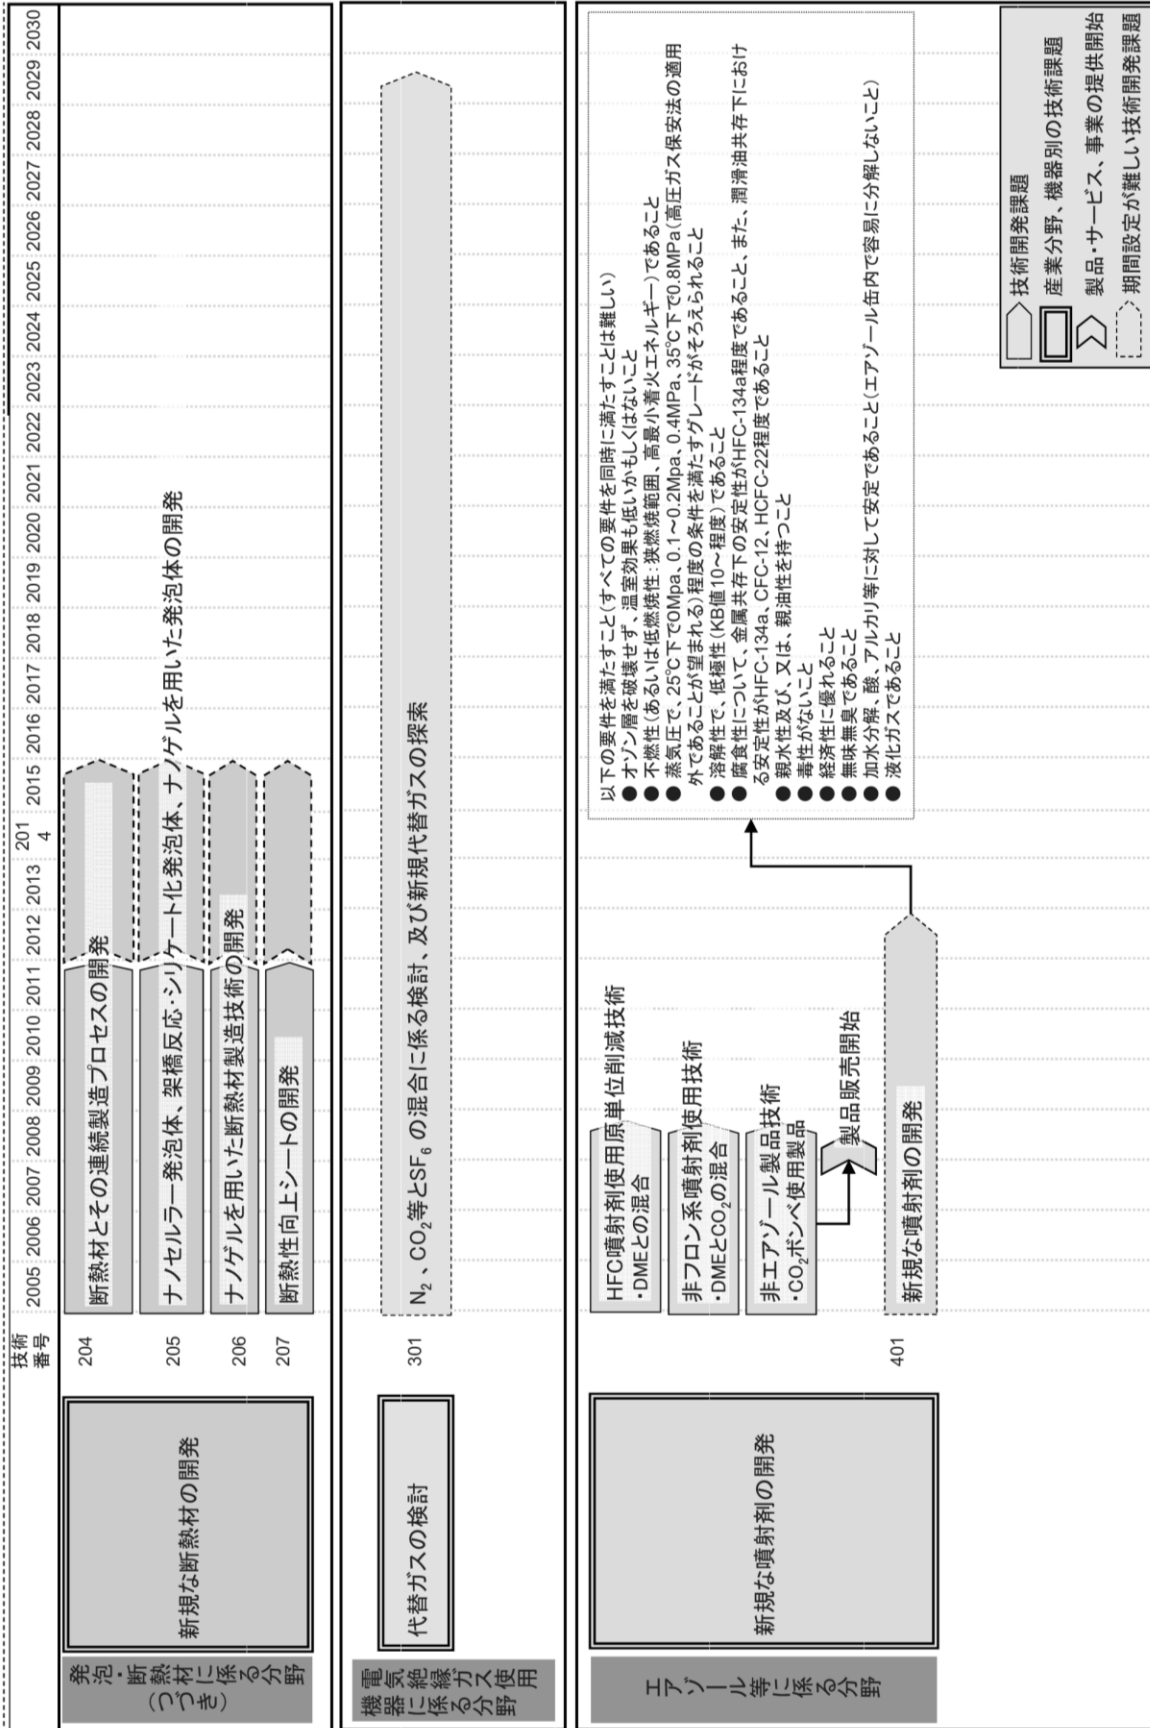 技術
番号
2005 2006 2007 2008 2009 2010 2011 2012 2013 201
4 2015 2016 2017 2018 2019 2020 2021 2022 2023 2024 2025 2026 2027 2028 2029 2030
発泡・断熱材に係る分野
(つづき)
新規な断熱材の開発
204
断熱材とその連続製造プロセスの開発
205
ナノセルラー発泡体、架橋反応・シリケート化発泡体、ナノゲルを用いた発泡体の開発
206
ナノゲルを用いた断熱材製造技術の開発
207
断熱性向上シートの開発
電気絶縁ガス使用
機器に係る分野
代替ガスの検討
301
N₂、CO₂等とSF₆の混合に係る検討、及び新規代替ガスの探索
エアゾール等に係る分野
新規な噴射剤の開発
HFC噴射剤使用原単位削減技術
・DMEとの混合
非フロン系噴射剤使用技術
・DMEとCO₂の混合
非エアゾール製品技術
・CO₂ボンベ使用製品
製品販売開始
401
新規な噴射剤の開発
以下の要件を満たすこと(すべての要件を同時に満たすことは難しい)
●オゾン層を破壊せず、温室効果も低いかもしくはないこと
●不燃性(あるいは低燃焼性:狭燃焼範囲、高最小着火エネルギー)であること
●蒸気圧で、25℃下で0Mpa、0.1～0.2Mpa、0.4MPa、35℃下で0.8MPa(高圧ガス保安法の適用
外であることが望まれる)程度の条件を満たすグレードがそろえられること
●溶解性で、低極性(KB値10～程度)であること
●腐食性について、金属共存下の安定性がHFC-134a程度であること、また、潤滑油共存下におけ
る安定性がHFC-134a、CFC-12、HCFC-22程度であること
●親水性及び、又は、親油性を持つこと
●毒性がないこと
●経済性に優れること
●無味無臭であること
●加水分解、酸、アルカリ等に対して安定であること(エアゾール缶内で容易に分解しないこと)
●液化ガスであること
技術開発課題
産業分野、機器別の技術課題
製品・サービス、事業の提供開始
期間設定が難しい技術開発課題